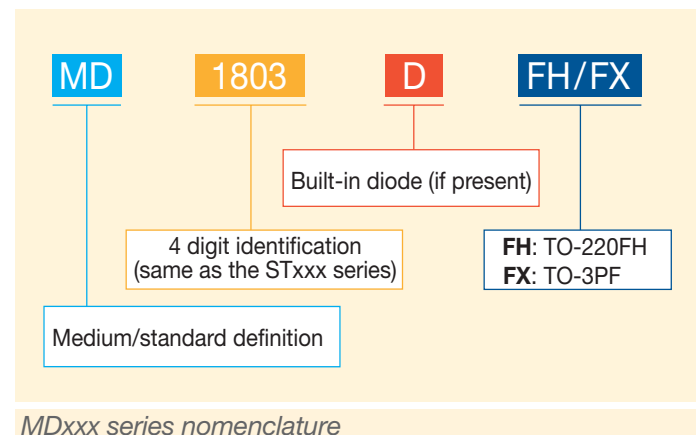 MD 1803 D FH/FX
Built-in diode (if present)
4 digit identification
(same as the STxxx series)
FH: TO-220FH
FX: TO-3PF
Medium/standard definition
MDxxx series nomenclature